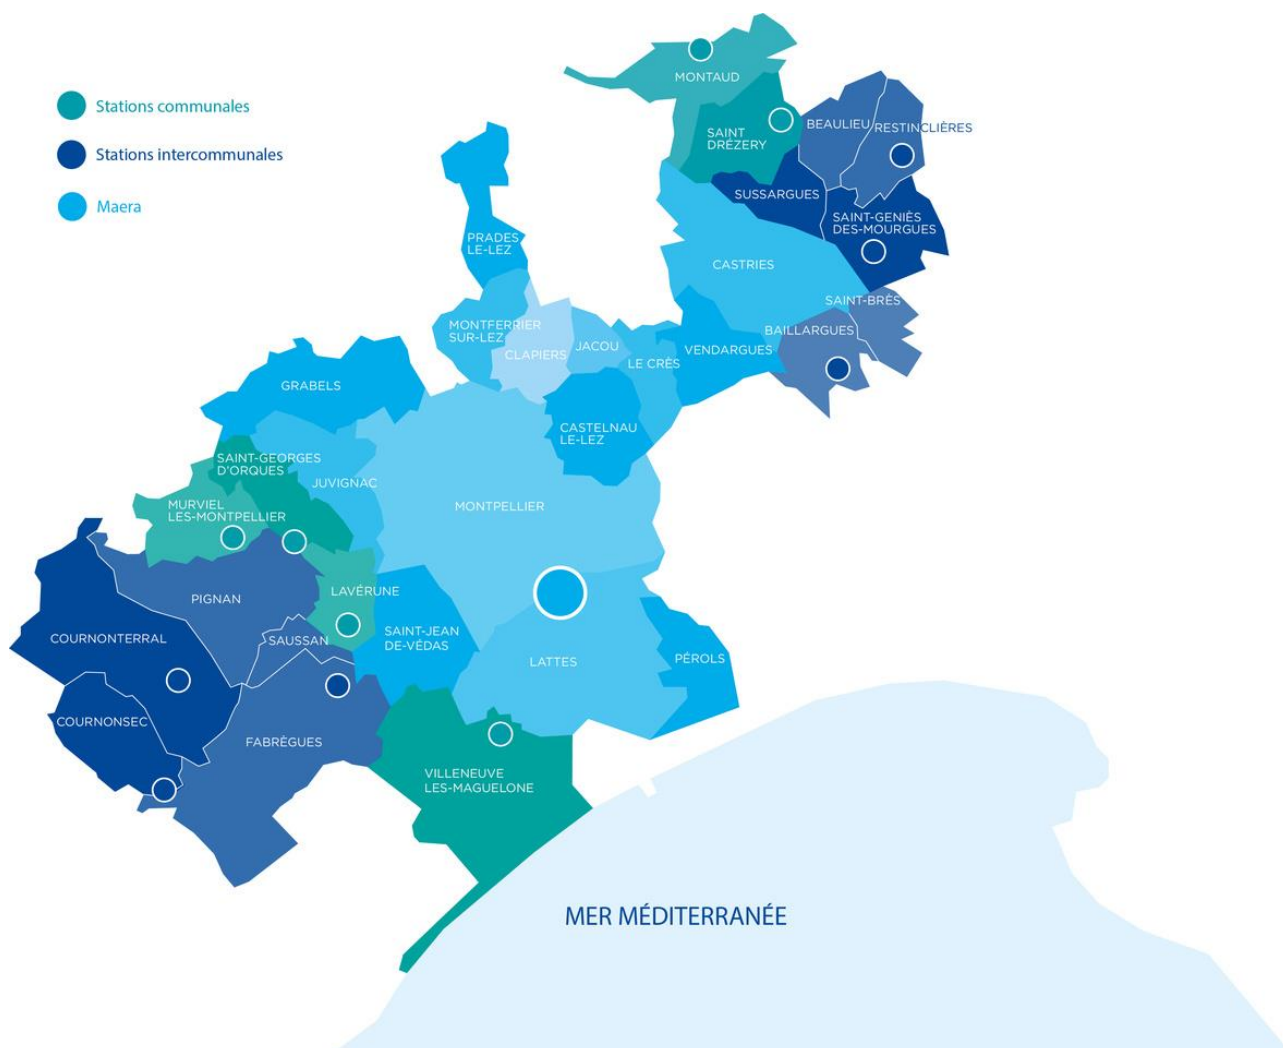 Stations communales
Stations intercommunales
Maera
MONTAUD
SAINT
DRÉZERY
BEAULIEU
RESTINCLIÈRES
SUSSARGUES
SAINT-GENIÈS
DES-MOURGUES
PRADES
LE-LEZ
CASTRIES
SAINT-BRÈS
MONTFERRIER
SUR-LEZ
BAILLARGUES
JACOU
CLAPIERS
LE CRÈS
VENDARGUES
GRABELS
CASTELNAU
LE-LEZ
SAINT-GEORGES
D'ORQUES
JUVIGNAC
MURVIEL
LES-MONTPELLIER
MONTPELLIER
PIGNAN
LAVÉRUNE
COURNONTERRAL
SAUSSAN
SAINT-JEAN
DE-VÉDAS
LATTES
PÉROLS
COURNONSEC
FABRÈGUES
VILLENEUVE
LES-MAGUELONE
MER MÉDITERRANÉE